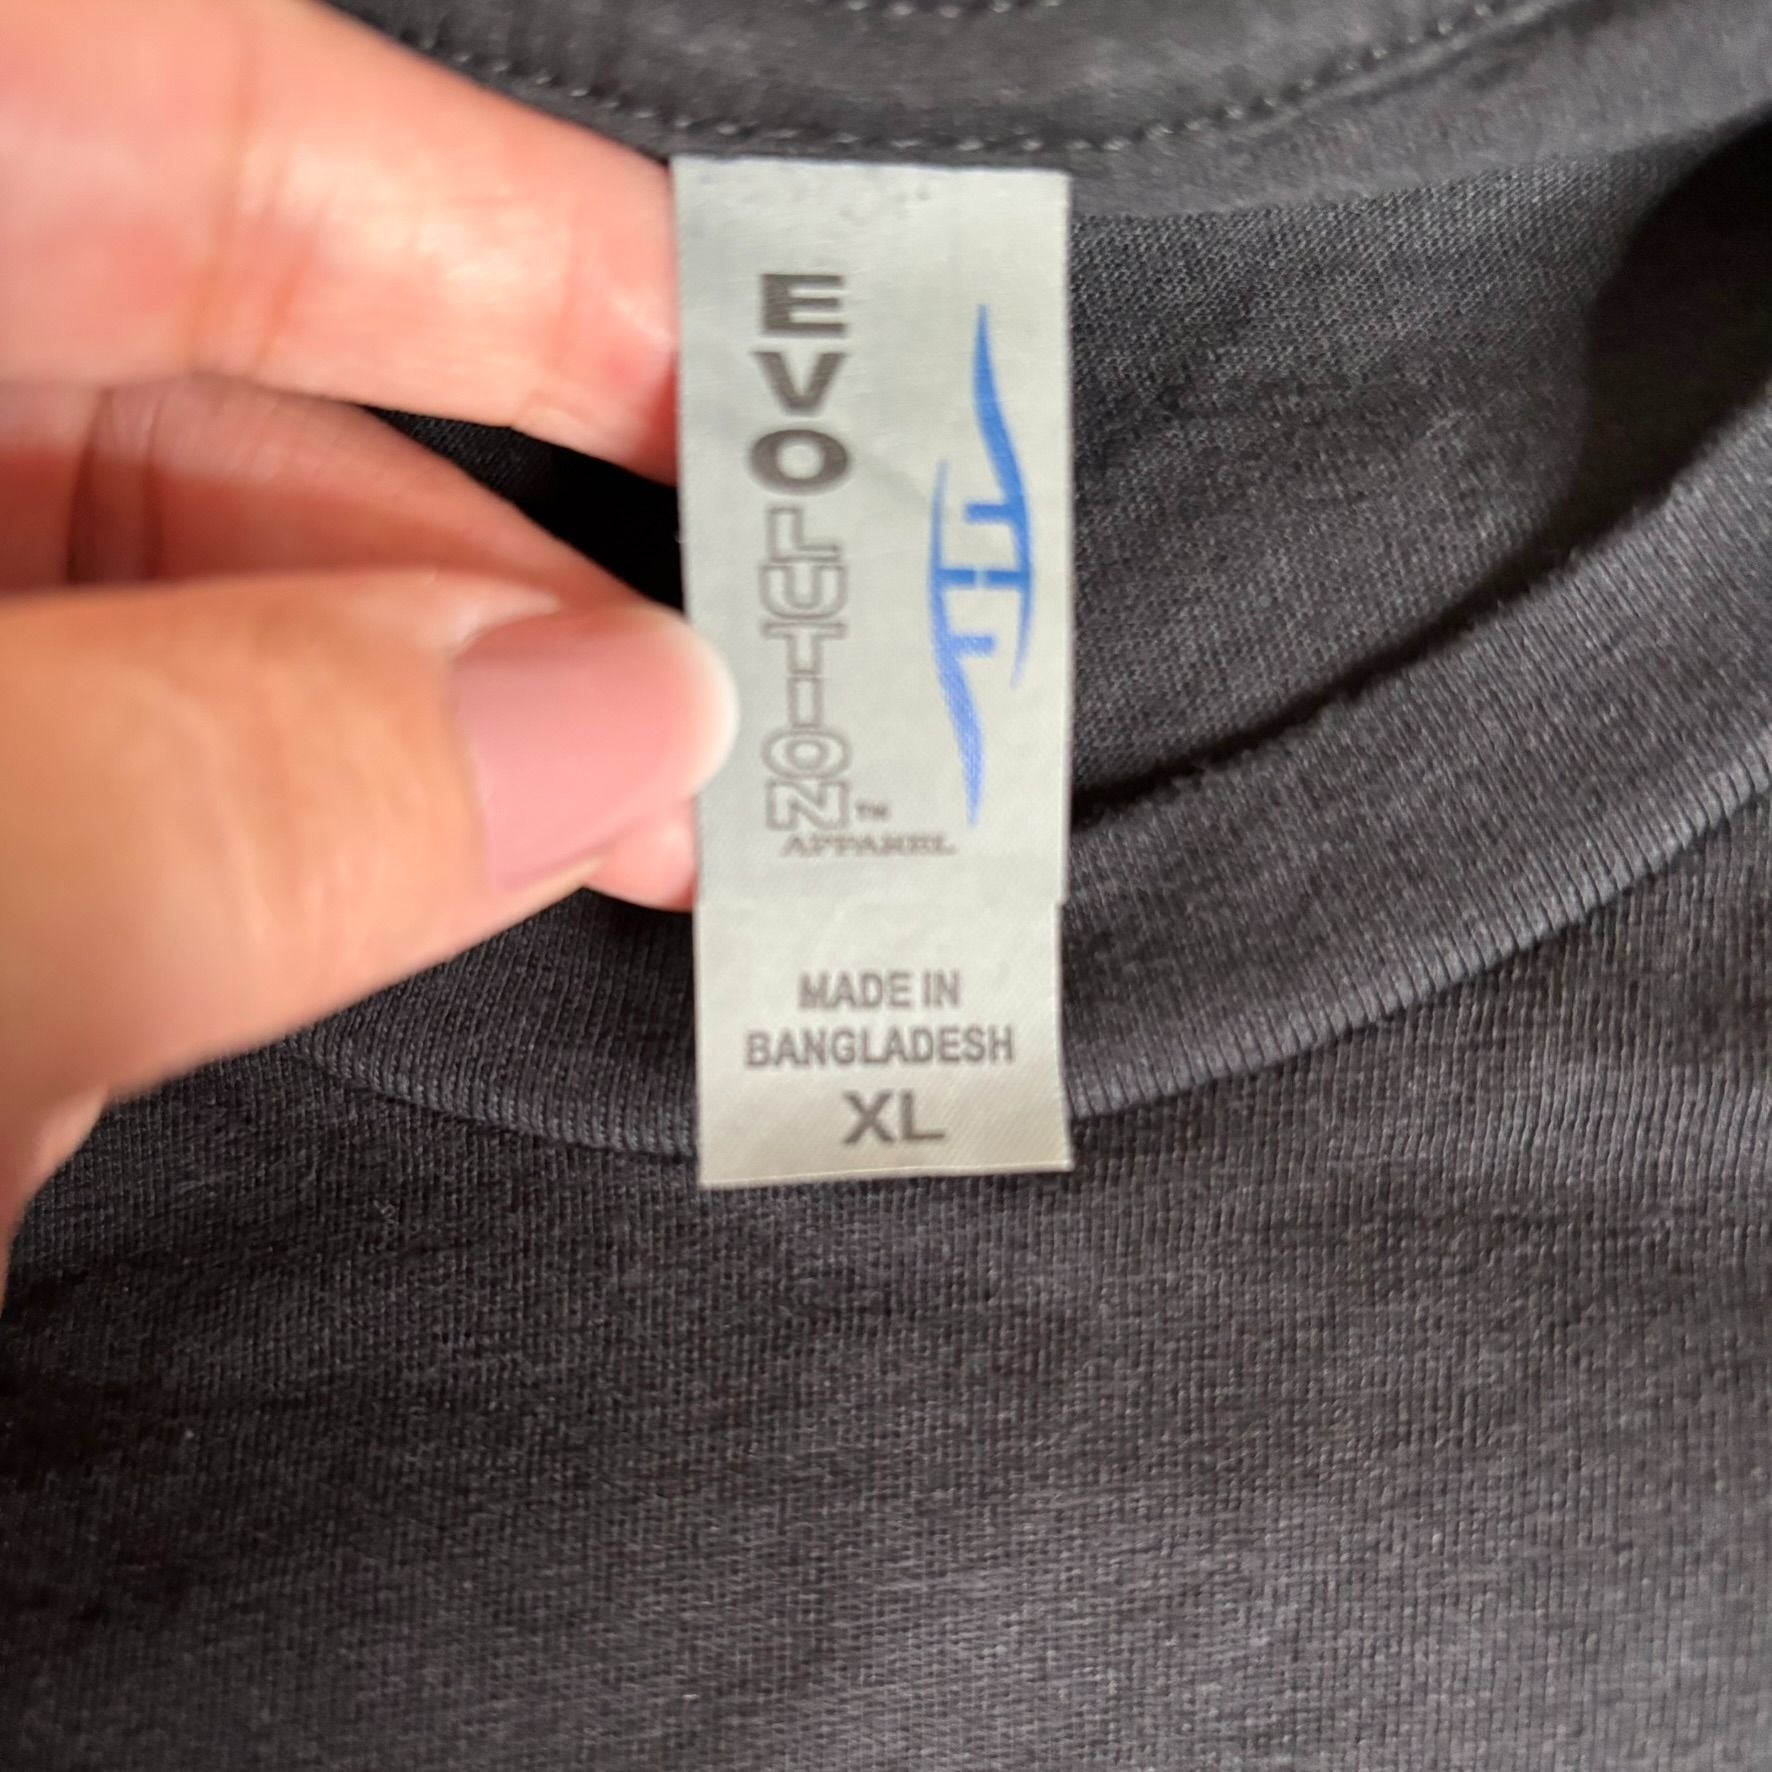 EVOLUTION™
APPAREL
MADE IN
BANGLADESH
XL